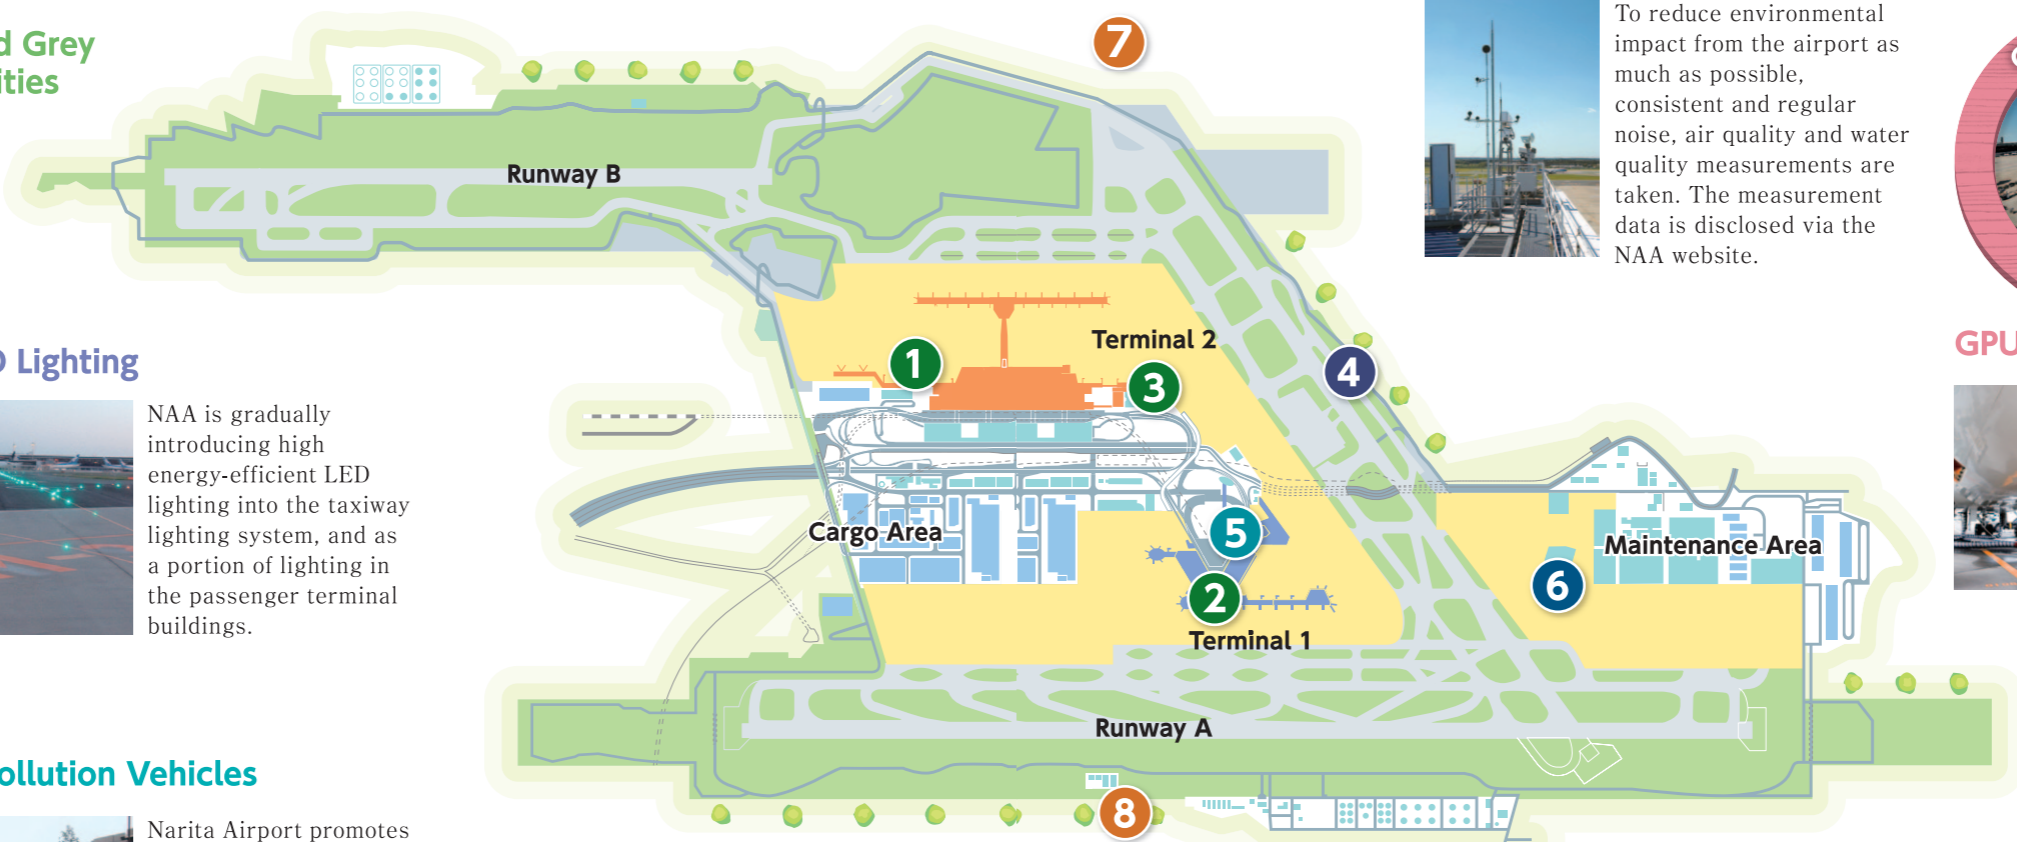 d Grey
ities
D Lighting
NAA is gradually
introducing high
energy-efficient LED
lighting into the taxiway
lighting system, and as
a portion of lighting in
the passenger terminal
buildings.
ollution Vehicles
Narita Airport promotes
7
Runway B
Terminal 2
1
3
4
Cargo Area
5
2
Terminal 1
6
Maintenance Area
Runway A
8
To reduce environmental
impact from the airport as
much as possible,
consistent and regular
noise, air quality and water
quality measurements are
taken. The measurement
data is disclosed via the
NAA website.
GPU